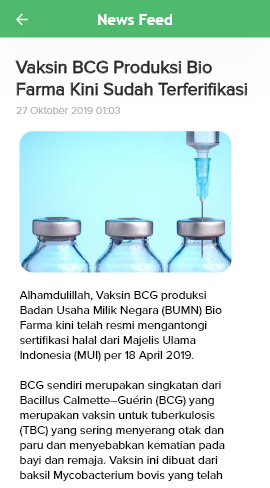 News Feed
Vaksin BCG Produksi Bio
Farma Kini Sudah Terferifikasi
27 Oktober 2019 01:03
Alhamdulillah, Vaksin BCG produksi
Badan Usaha Milik Negara (BUMN) Bio
Farma kini telah resmi mengantongi
sertifikasi halal dari Majelis Ulama
Indonesia (MUI) per 18 April 2019.
BCG sendiri merupakan singkatan dari
Bacillus Calmette–Guérin (BCG) yang
merupakan vaksin untuk tuberkulosis
(TBC) yang sering menyerang otak dan
paru dan menyebabkan kematian pada
bayi dan remaja. Vaksin ini dibuat dari
baksil Mycobacterium bovis yang telah